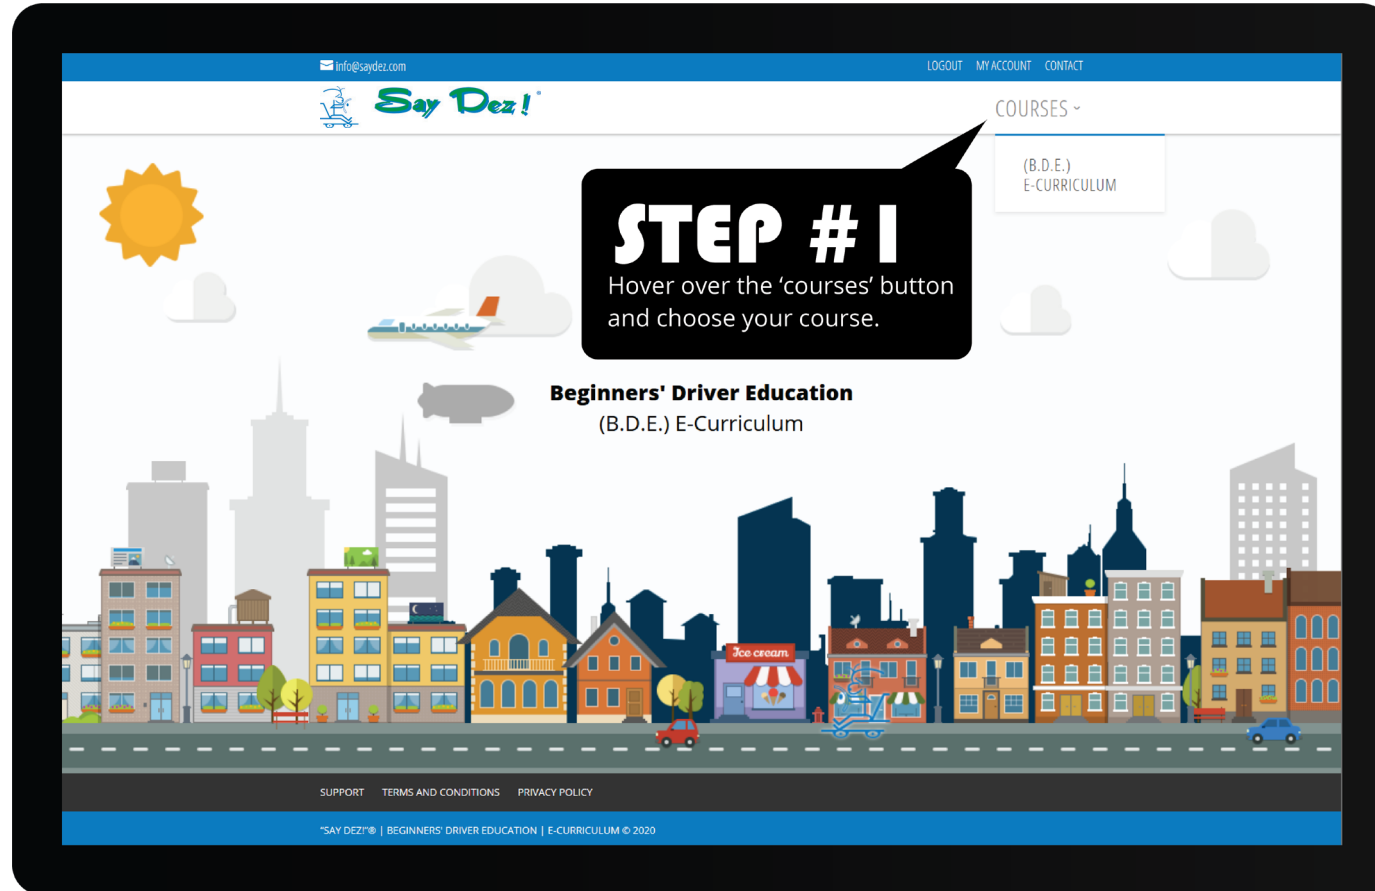 info@saydez.com
LOGOUT MY ACCOUNT CONTACT
Say Dez!®
COURSES
(B.D.E.)
E-CURRICULUM
STEP #1
Hover over the ‘courses’ button
and choose your course.
Beginners' Driver Education
(B.D.E.) E-Curriculum
Ice cream
SUPPORT TERMS AND CONDITIONS PRIVACY POLICY
"SAY DEZ!"® | BEGINNERS' DRIVER EDUCATION | E-CURRICULUM © 2020